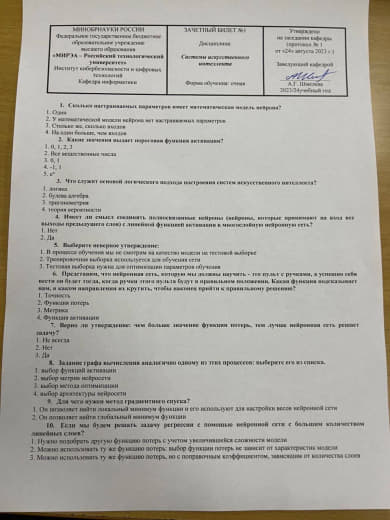 МИНОБРНАУКИ РОССИИ
Федеральное государственное бюджетное
образовательное учреждение
высшего образования
«МИРЭА – Российский технологический
университет»
Институт кибербезопасности и цифровых
технологий
Кафедра информатики
ЗАЧЕТНЫЙ БИЛЕТ №1
Дисциплина
Системы искусственного
интеллекта
Форма обучения: очная
Утверждено
на заседании кафедры
(протокол № 1
от «24» августа 2023 г.)
Заведующий кафедрой
А.Г.
2023/24учебный год
1. Сколько настраиваемых параметров имеет математическая модель нейрона?
1. Один
2. У математической модели нейрона нет настраиваемых параметров
3. Столько же, сколько входов
4. На один больше, чем входов
2. Какие значения выдает пороговая функция активации?
1. 0, 1, 2, 3
2. Все вещественные числа
3. 0, 1
4. -1, 1
5.
3. Что служит основой логического подхода построения систем искусственного интеллекта?
1. логика
2. булева алгебра
3. тригонометрия
4. теория вероятности
4. Имеет ли смысл соединять полносвязные нейроны (нейроны, которые принимают на вход все
выходы предыдущего слоя) с линейной функцией активации в многослойную нейронную сеть?
1. Нет
2. Да
5. Выберите неверное утверждение:
1. В процессе обучения мы не смотрим на качество модели на тестовой выборке
2. Тренировочная выборка используется для обучения сети
3. Тестовая выборка нужна для оптимизации параметров обучения
6. Представим, что нейронная сеть, которую мы должны научить - это пульт с ручками, а успешно себя
вести он будет тогда, когда ручки этого пульта будут в правильном положении. Какая функция подсказывает
нам, в каком направлении их крутить, чтобы наконец прийти к правильному решению?
1. Точность
2. Функция потерь
3. Метрика
4. Функция активации
7. Верно ли утверждение: чем больше значение функции потерь, тем лучше нейронная сеть решает
задачу?
1. Не всегда
2. Нет
3. Да
8. Задание графа вычисления аналогично одному из этих процессов: выберете его из списка.
1. выбор функций активации
2. выбор метрик нейросети
3. выбор метода оптимизации
4. выбор архитектуры нейросети
9. Для чего нужен метод градиентного спуска?
1. Он позволяет найти локальный минимум функции и его используют для настройки весов нейронной сети
2. Он позволяет найти глобальный минимум функции
10. Если мы будем решать задачу регрессии с помощью нейронной сети с большим количеством
линейных слоев?
1. Нужно подобрать другую функцию потерь с учетом увеличившейся сложности модели
2. Можно использовать ту же функцию потерь: выбор функции потерь не зависит от характеристик модели
3. Можно использовать ту же функцию потерь, но с поправочным коэффициентом, зависящим от количества слоев